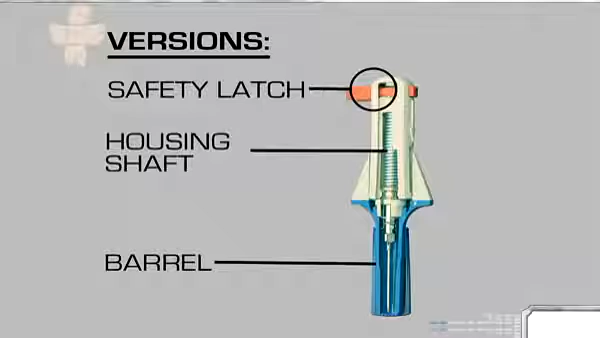 VERSIONS:
SAFETY LATCH
HOUSING
SHAFT
BARREL